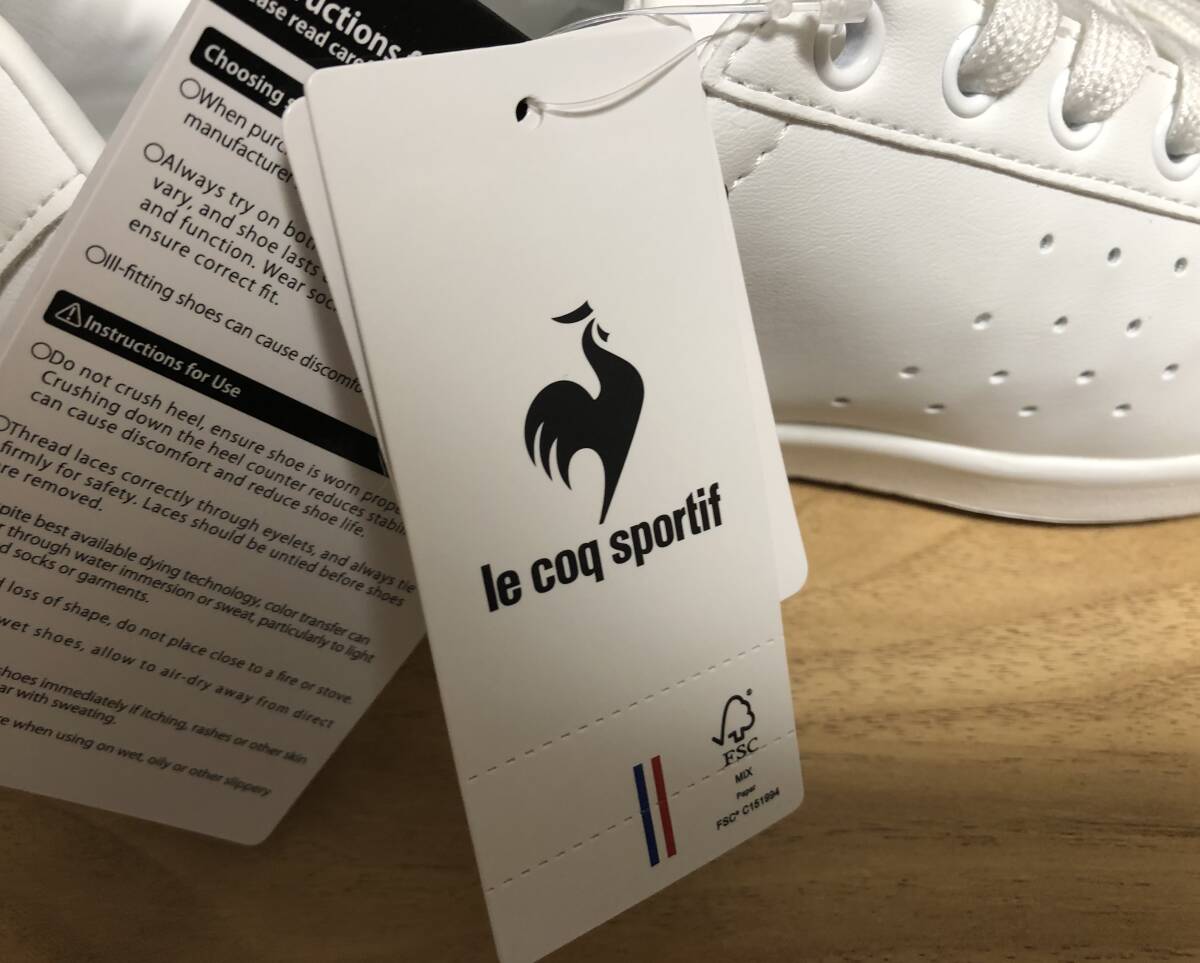 uctions f
ease read care
Choosing s
○When purc
manufacturer
○Always try on both
vary, and shoe lasts
and function. Wear soc
ensure correct fit.
○Ill-fitting shoes can cause discomfo
⚠Instructions for Use
○Do not crush heel, ensure shoe is worn prope
Crushing down the heel counter reduces stabili
can cause discomfort and reduce shoe life.
○Thread laces correctly through eyelets, and always tie
firmly for safety. Laces should be untied before shoes
re removed.
pite best available dying technology, color transfer can
r through water immersion or sweat, particularly to light
d socks or garments.
d loss of shape, do not place close to a fire or stove.
wet shoes, allow to air-dry away from direct
shoes immediately if itching, rashes or other skin
ar with sweating.
re when using on wet, oily or other slippery
le coq sportif
®
FSC
MIX
Paper
FSC® C151994